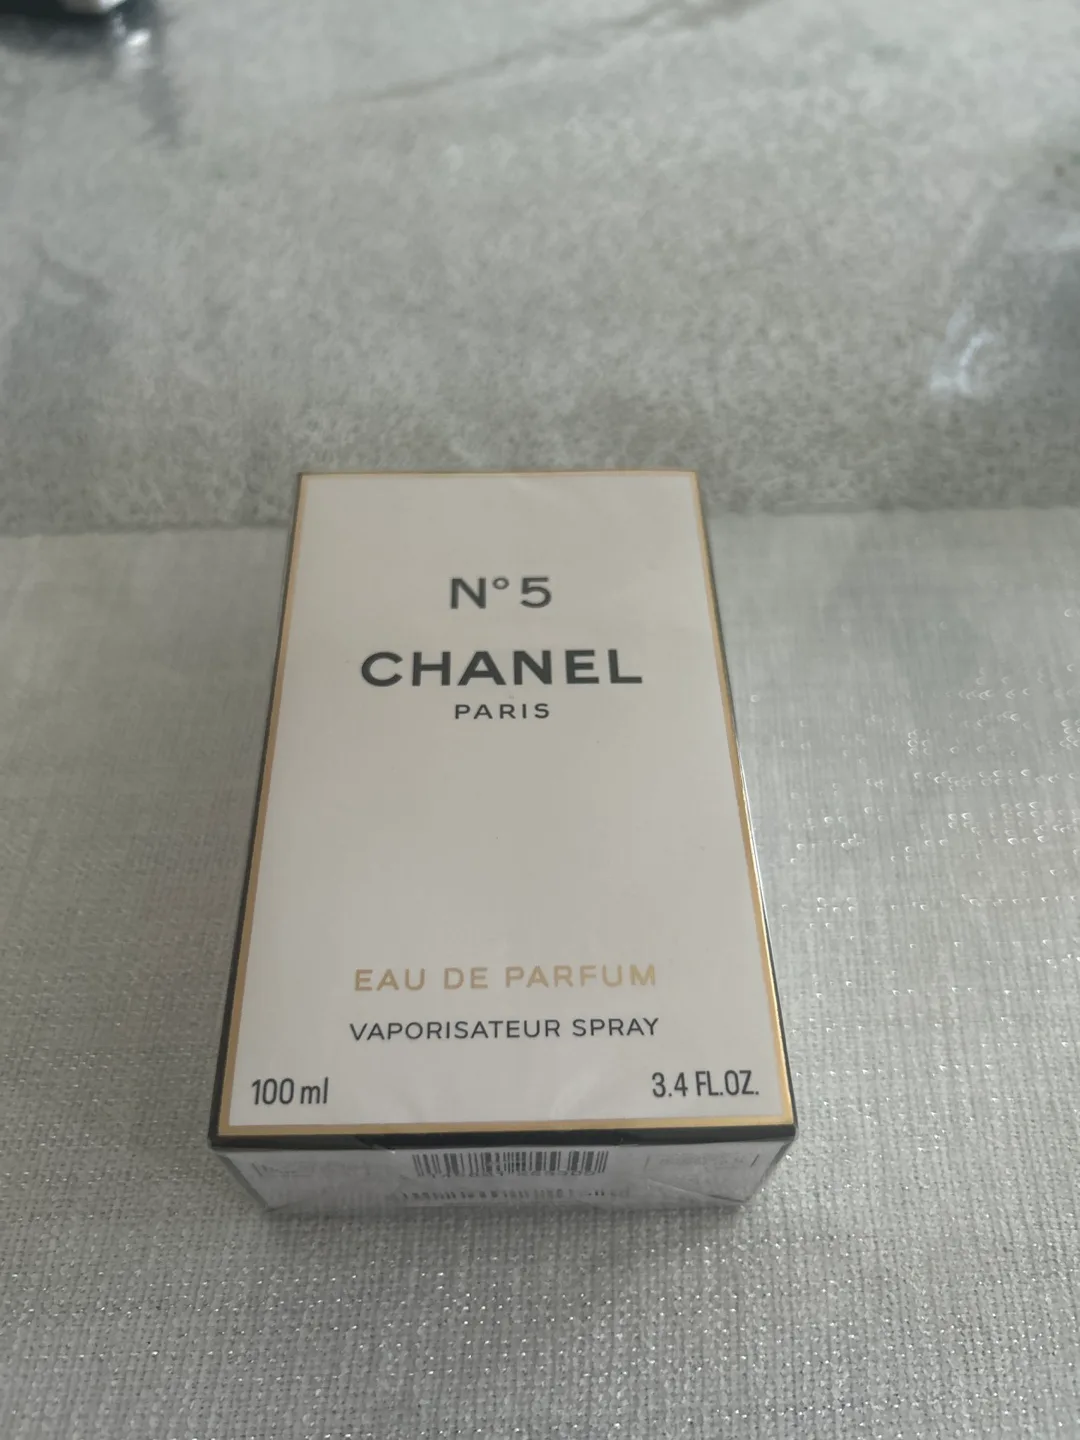 N°5
CHANEL
PARIS
EAU DE PARFUM
VAPORISATEUR SPRAY
100 ml
3.4 FL.OZ.